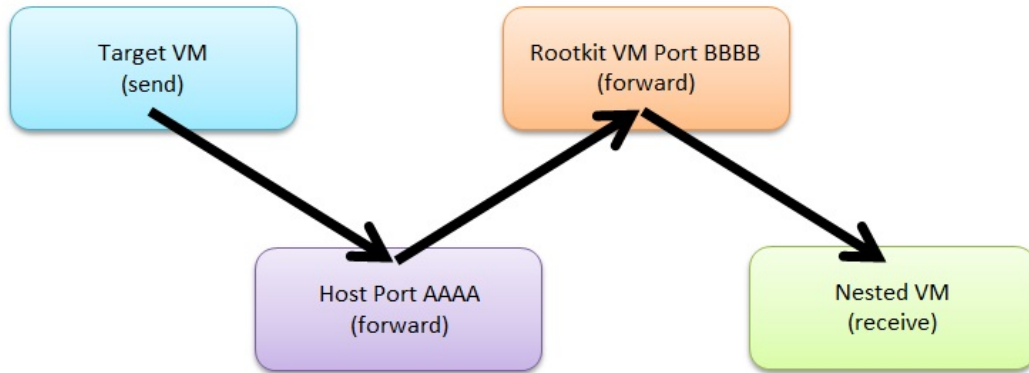 Target VM
(send)
Rootkit VM Port BBBB
(forward)
Host Port AAAA
(forward)
Nested VM
(receive)